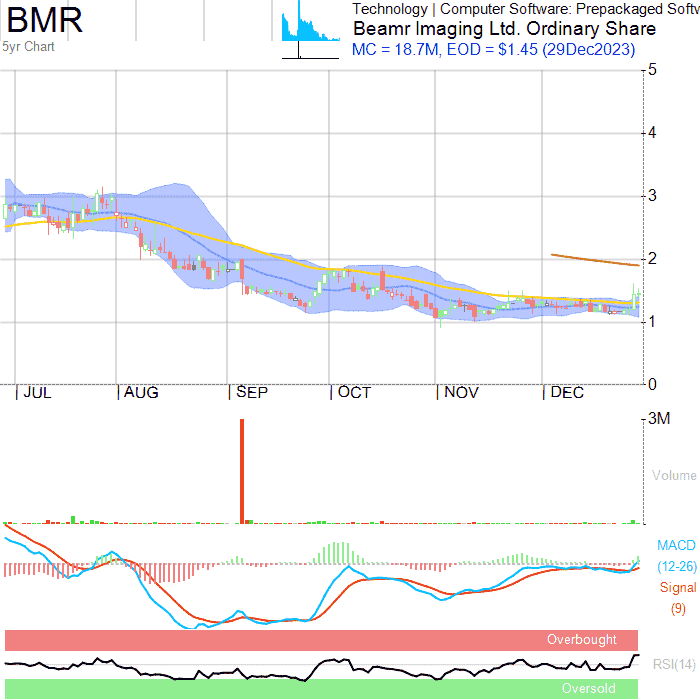 BMR
5yr Chart
Technology | Computer Software: Prepackaged Softw
Beamr Imaging Ltd. Ordinary Share
MC = 18.7M, EOD = $1.45 (29Dec2023)
5
4
3
2
1
0
| JUL | AUG | SEP | OCT | NOV | DEC
3M
Volume
MACD
(12-26)
Signal
(9)
Overbought
RSI(14)
Oversold